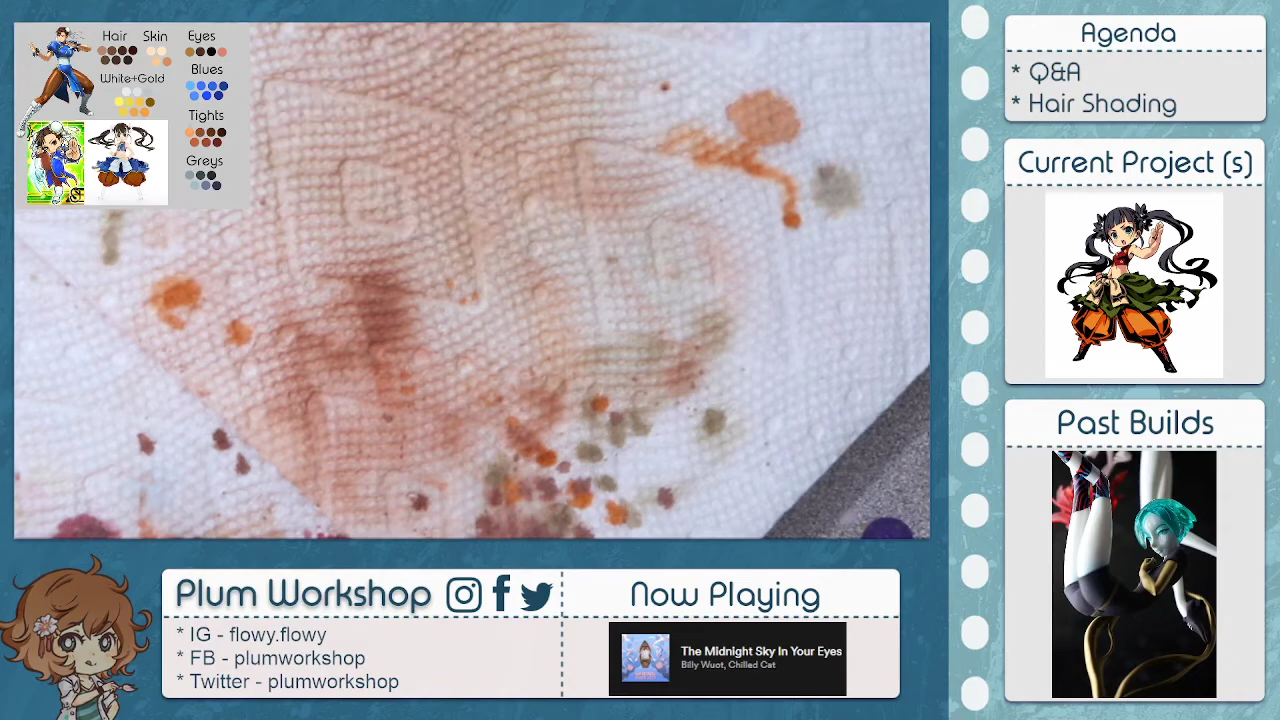 Hair Skin Eyes
White+Gold
Blues
Tights
Greys
Agenda
* Q&A
* Hair Shading
Current Project (s)
Past Builds
Plum Workshop
* IG - flowy.flowy
* FB - plumworkshop
* Twitter - plumworkshop
Now Playing
The Midnight Sky In Your Eyes
Billy Wuot, Chilled Cat